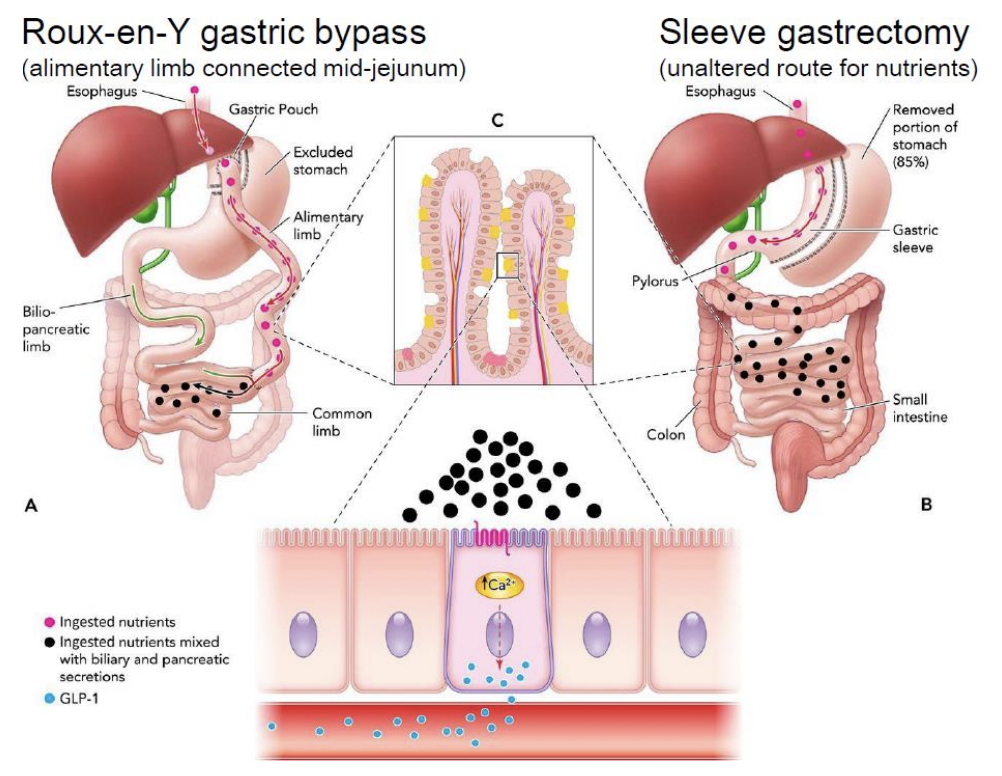 Roux-en-Y gastric bypass
(alimentary limb connected mid-jejunum)
Esophagus
Gastric Pouch
Excluded
stomach
Alimentary
limb
Bilio-
pancreatic
limb
Common
limb
A
C
Sleeve gastrectomy
(unaltered route for nutrients)
Esophagus
Removed
portion of
stomach
(85%)
Gastric
sleeve
Pylorus
Small
intestine
Colon
B
↑Ca²⁺
Ingested nutrients
Ingested nutrients mixed
with biliary and pancreatic
secretions
GLP-1